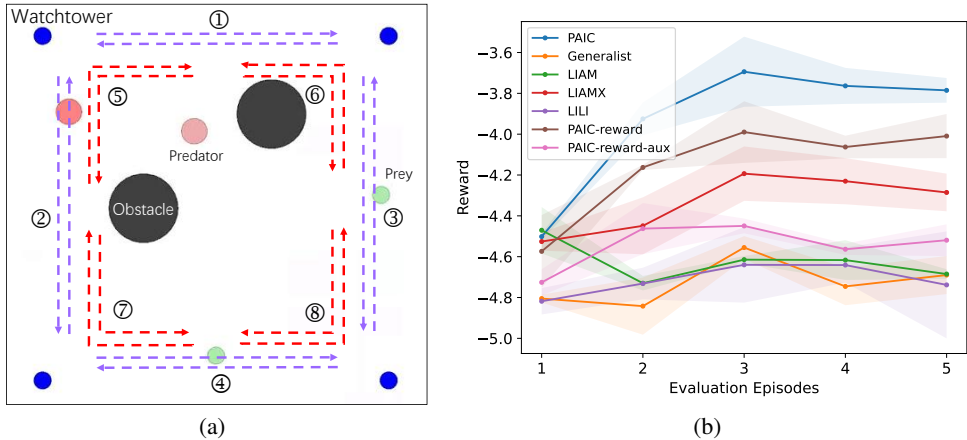 Watchtower
①
⑤
⑥
Predator
Prey
②
Obstacle
③
⑦
⑧
④
(a)
PAIC
Generalist
LIAM
LIAMX
LILI
PAIC-reward
PAIC-reward-aux
Reward
−3.6
−3.8
−4.0
−4.2
−4.4
−4.6
−4.8
−5.0
1 2 3 4 5
Evaluation Episodes
(b)